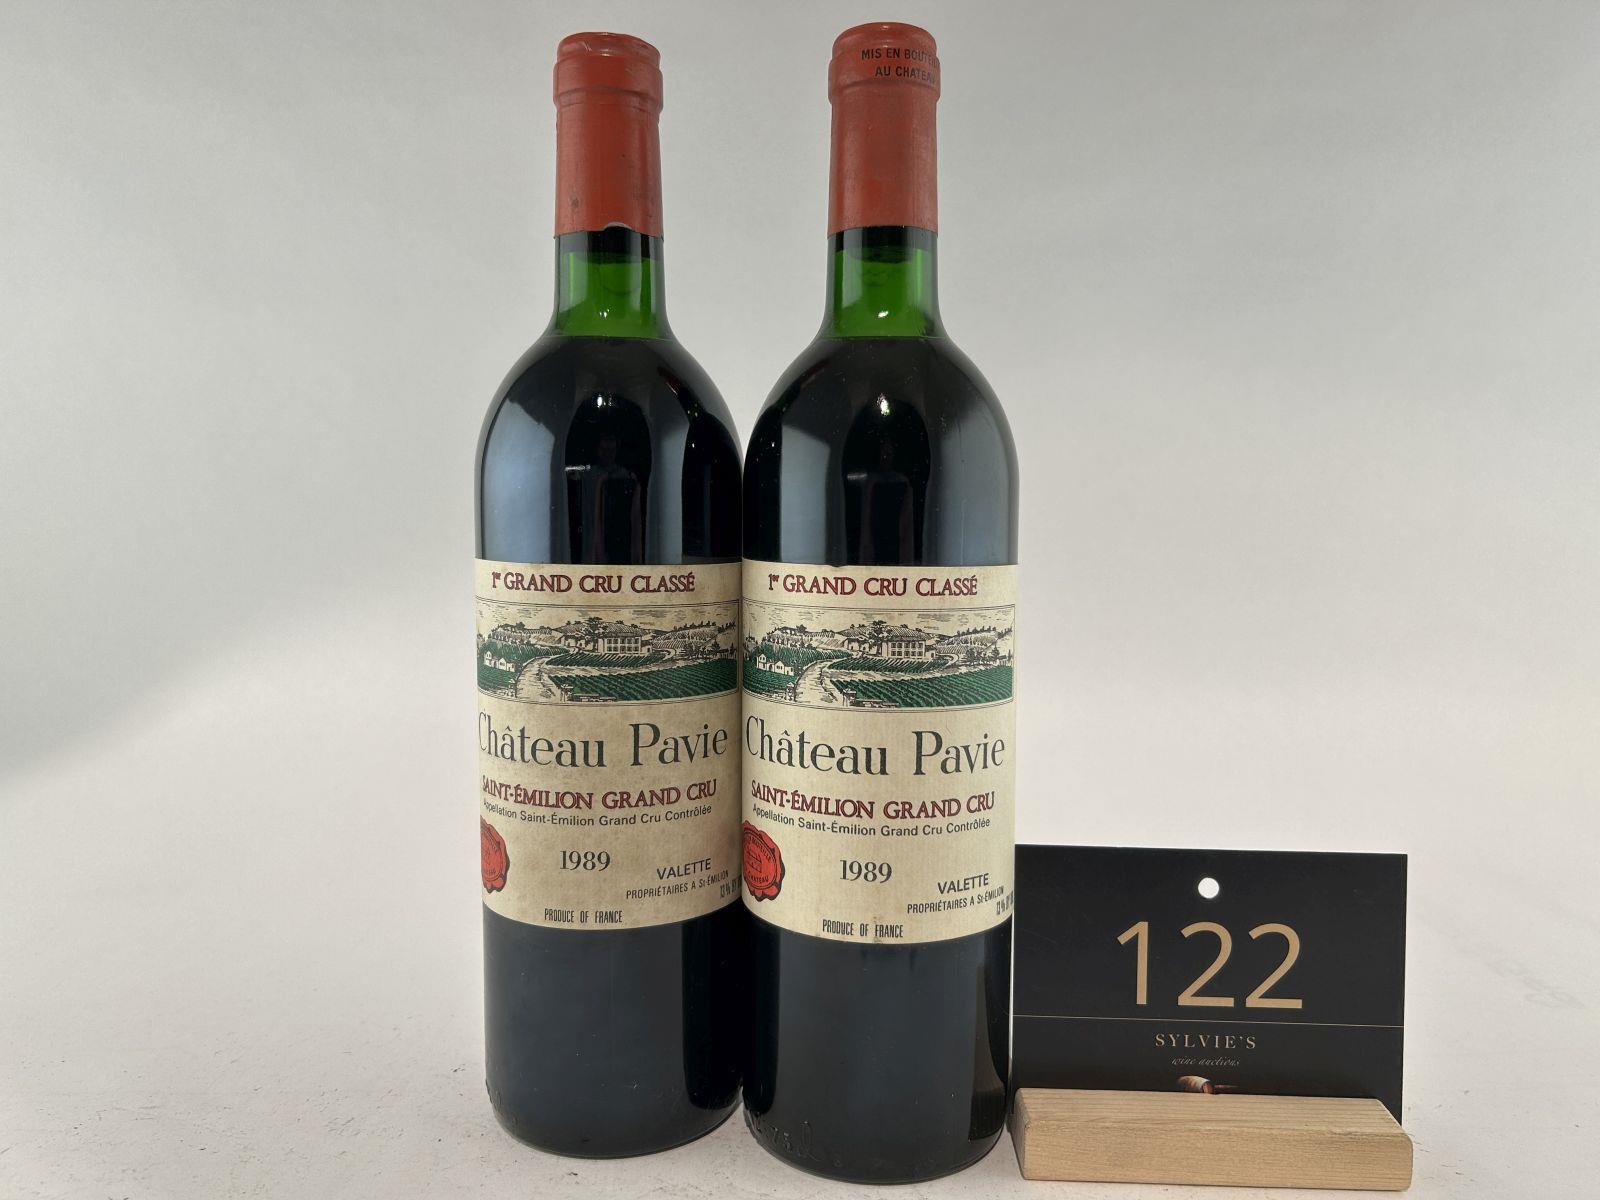 MIS EN
AU CHATEAU
1er GRAND CRU CLASSÉ
Château Pavie
SAINT-ÉMILION GRAND CRU
Appellation Saint-Émilion Grand Cru Contrôlée
1989
VALETTE
PROPRIÉTAIRES A St-ÉMILION
13% BY
PRODUCE OF FRANCE
1er GRAND CRU CLASSÉ
Château Pavie
SAINT-ÉMILION GRAND CRU
Appellation Saint-Émilion Grand Cru Contrôlée
1989
VALETTE
PROPRIÉTAIRES A St-ÉMILION
PRODUCE OF FRANCE
122
SYLVIE'S
wine auctions